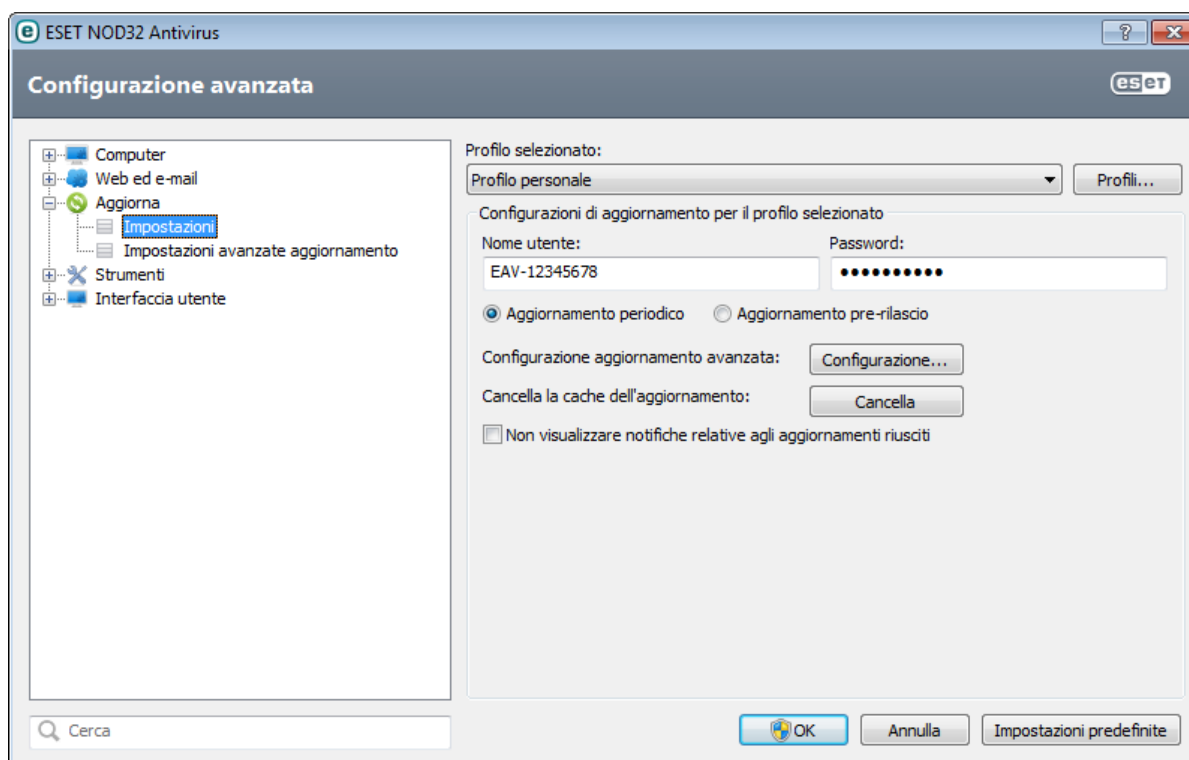 ESET NOD32 Antivirus
Configurazione avanzata
eset
Computer
Web ed e-mail
Aggiorna
Impostazioni
Impostazioni avanzate aggiornamento
Strumenti
Interfaccia utente
Cerca
Profilo selezionato:
Profilo personale
Profili...
Configurazioni di aggiornamento per il profilo selezionato
Nome utente: Password:
EAV-12345678 ●●●●●●●●●●
Aggiornamento periodico Aggiornamento pre-rilascio
Configurazione aggiornamento avanzata: Configurazione...
Cancella la cache dell'aggiornamento: Cancella
Non visualizzare notifiche relative agli aggiornamenti riusciti
OK Annulla Impostazioni predefinite